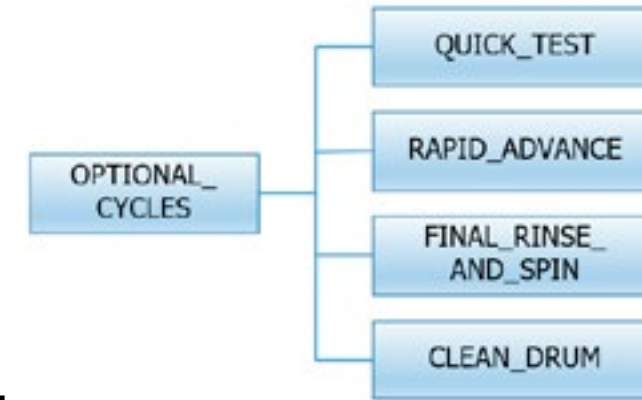 QUICK_TEST
RAPID_ADVANCE
OPTIONAL_
CYCLES
FINAL_RINSE_
AND_SPIN
CLEAN_DRUM